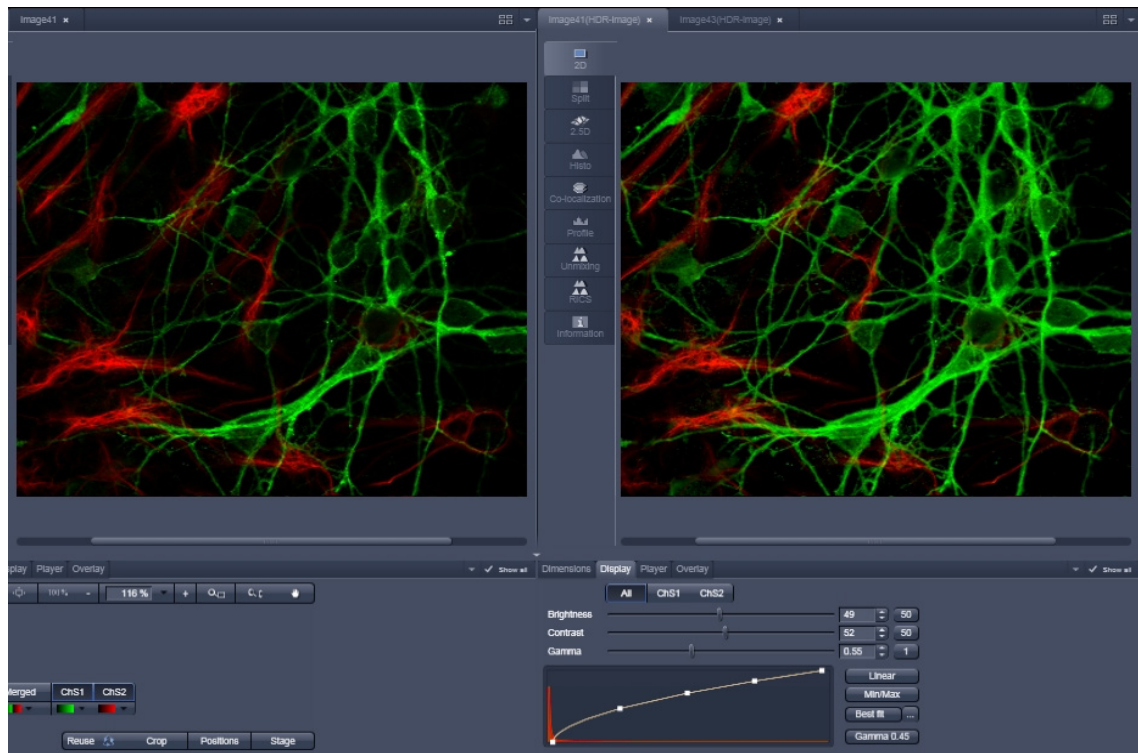 Image41 ×
Image41(HDR-Image) ×
Image43(HDR-Image) ×
2D
Split
2.5D
Histo
Co-localization
Profile
Unmixing
RICS
Information
play Player Overlay
Show all
116 % +
Merged ChS1 ChS2
Reuse Crop Positions Stage
Dimensions Display Player Overlay
Show all
All ChS1 ChS2
Brightness 49 50
Contrast 52 50
Gamma 0.55 1
Linear
Min/Max
Best fit ...
Gamma 0.45